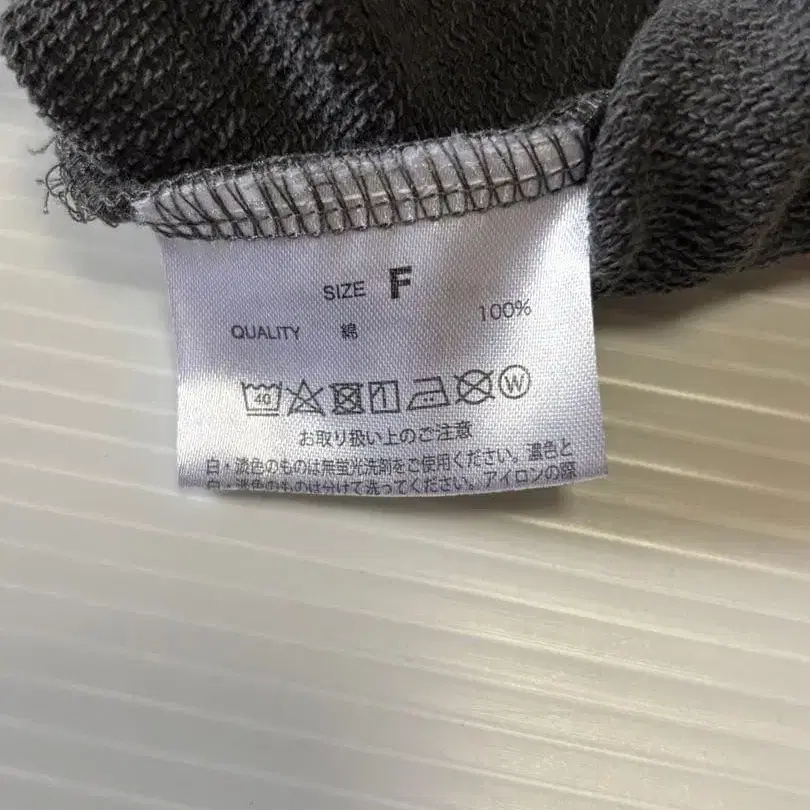 SIZE F
QUALITY 綿 100%
40 W
お取り扱い上のご注意
白・淡色のものは無蛍光洗剤をご使用ください。濃色と
白・淡色のものは分けて洗ってください。アイロンの際